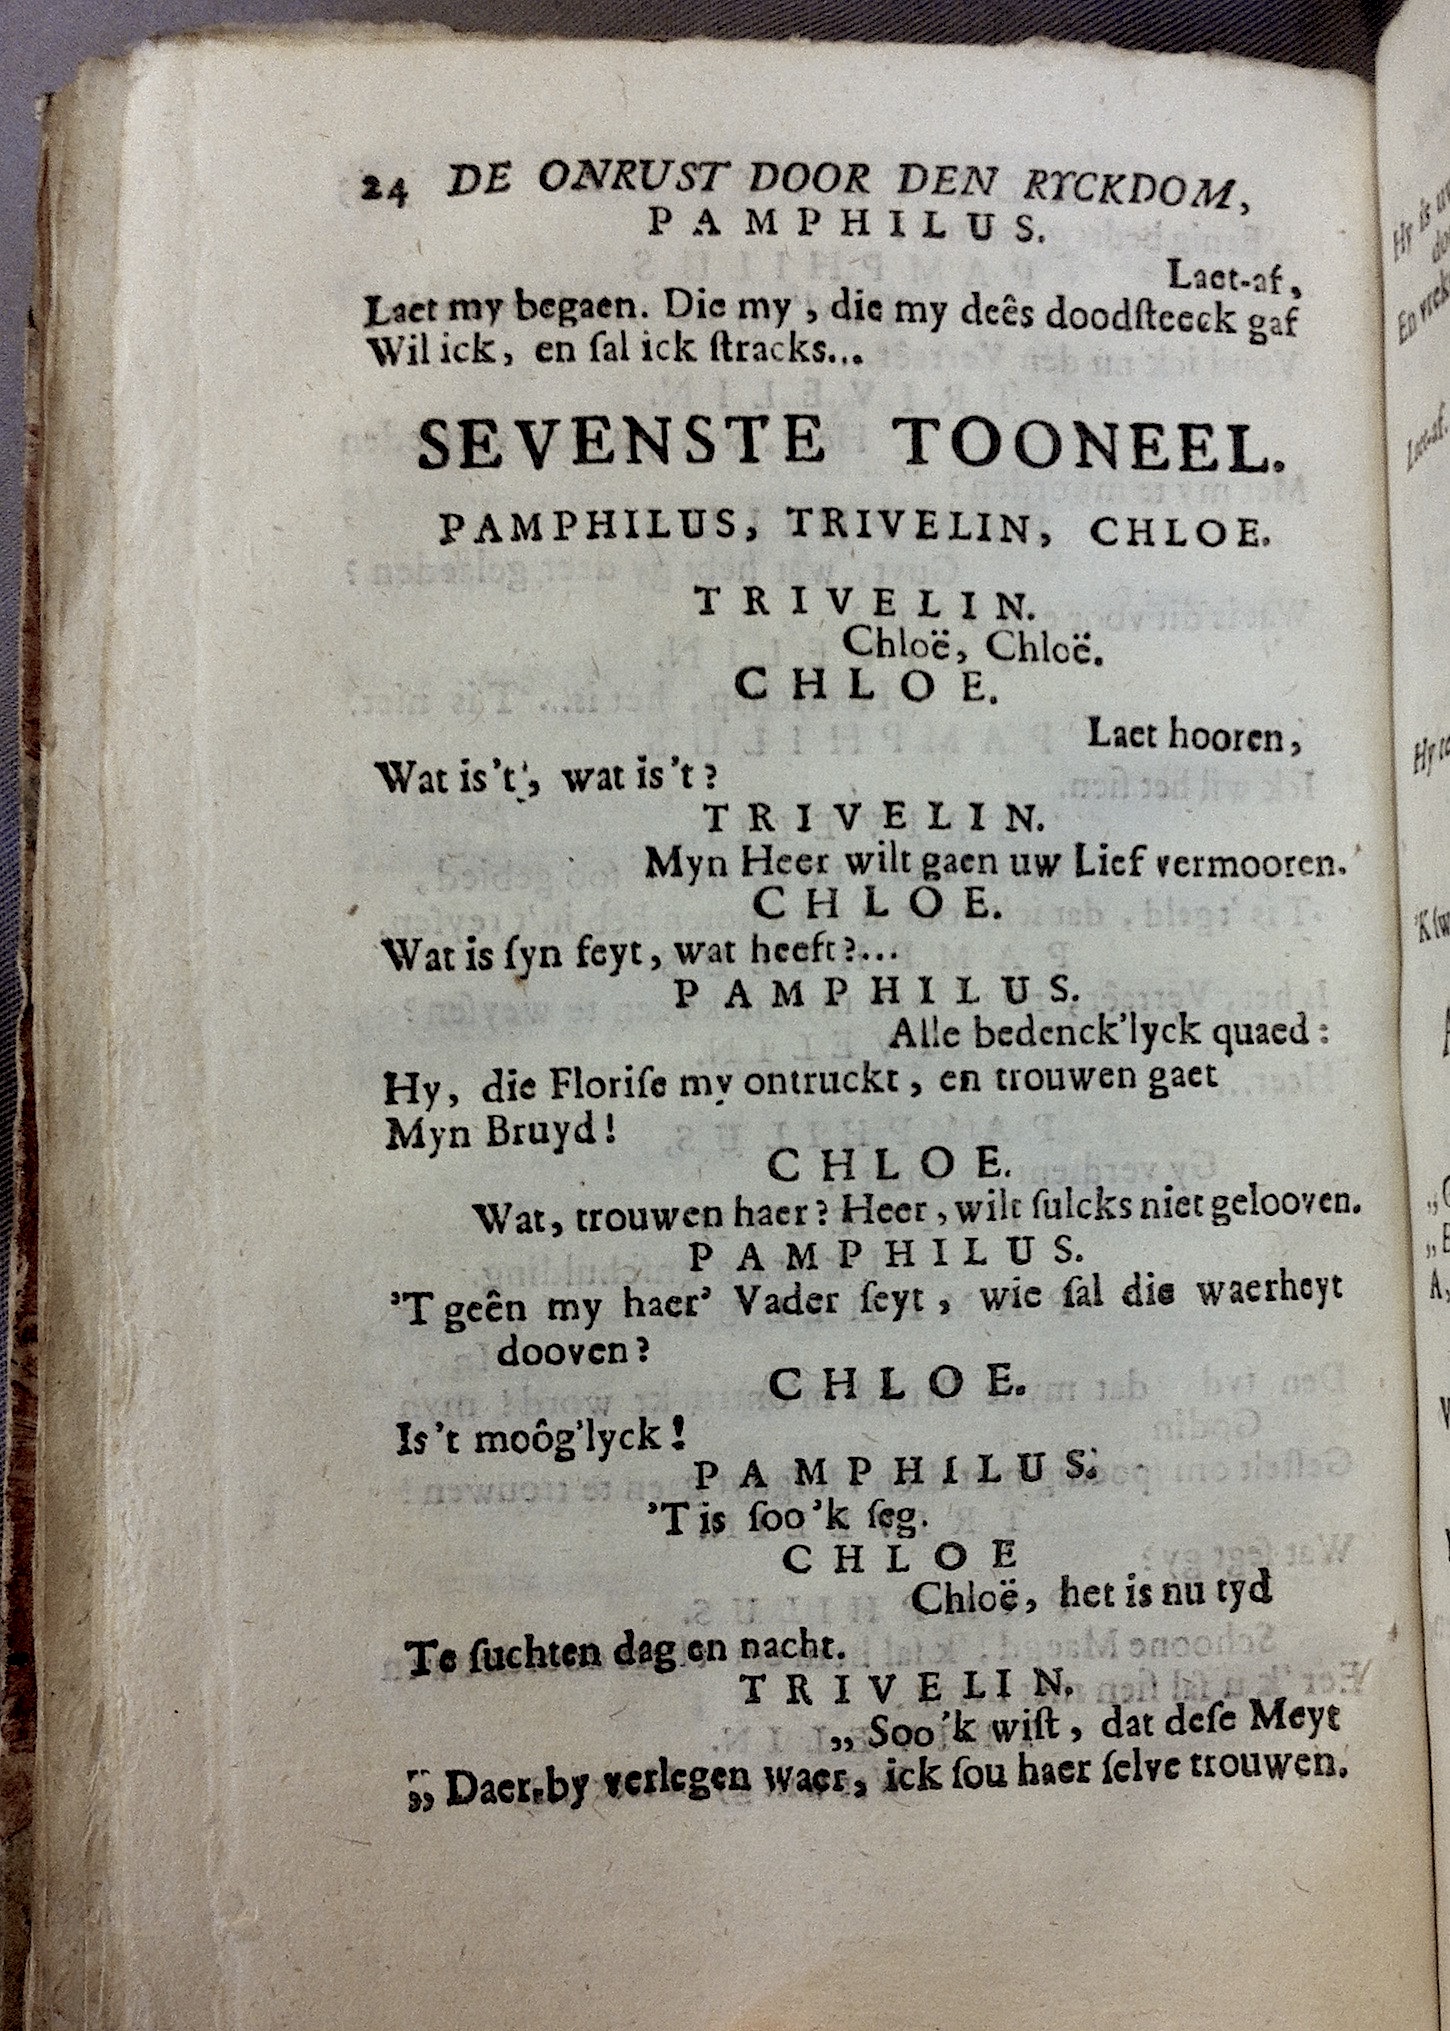 24 DE ONRUST DOOR DEN RYCKDOM,
PAMPHILUS.
Laet-af,
Laet my begaen. Die my, die my deês doodſteeck gaf
Wil ick, en ſal ick ſtracks...
SEVENSTE TOONEEL.
PAMPHILUS, TRIVELIN, CHLOE.
TRIVELIN.
Chloë, Chloë.
CHLOE.
Laet hooren,
Wat is 't, wat is 't?
TRIVELIN.
Myn Heer wilt gaen uw Lief vermooren.
CHLOE.
Wat is ſyn feyt, wat heeft?...
PAMPHILUS.
Alle bedenck'lyck quaed:
Hy, die Floriſe my ontruckt, en trouwen gaet
Myn Bruyd!
CHLOE.
Wat, trouwen haer? Heer, wilt ſulcks niet gelooven.
PAMPHILUS.
'T geên my haer' Vader ſeyt, wie ſal die waerheyt
dooven?
CHLOE.
Is 't moôg'lyck!
PAMPHILUS.
'T is ſoo 'k ſeg.
CHLOE
Chloë, het is nu tyd
Te ſuchten dag en nacht.
TRIVELIN.
„ Soo 'k wiſt, dat deſe Meyt
„ Daer by verlegen waer, ick ſou haer ſelve trouwen.
Hy is
En
Laet-af.
Hy
'K
A,